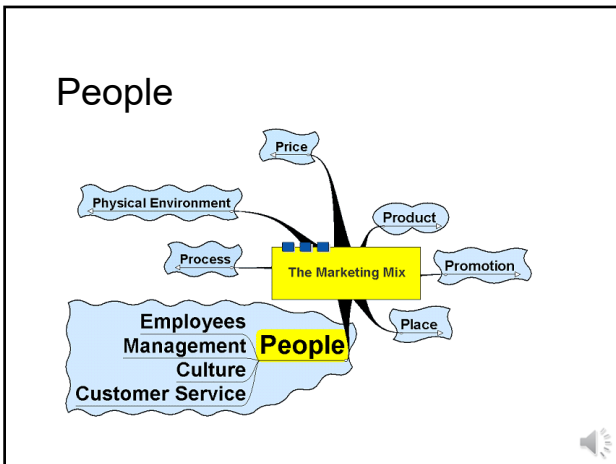 People
Price
Physical Environment
Product
Process
The Marketing Mix
Promotion
Place
People
Employees
Management
Culture
Customer Service